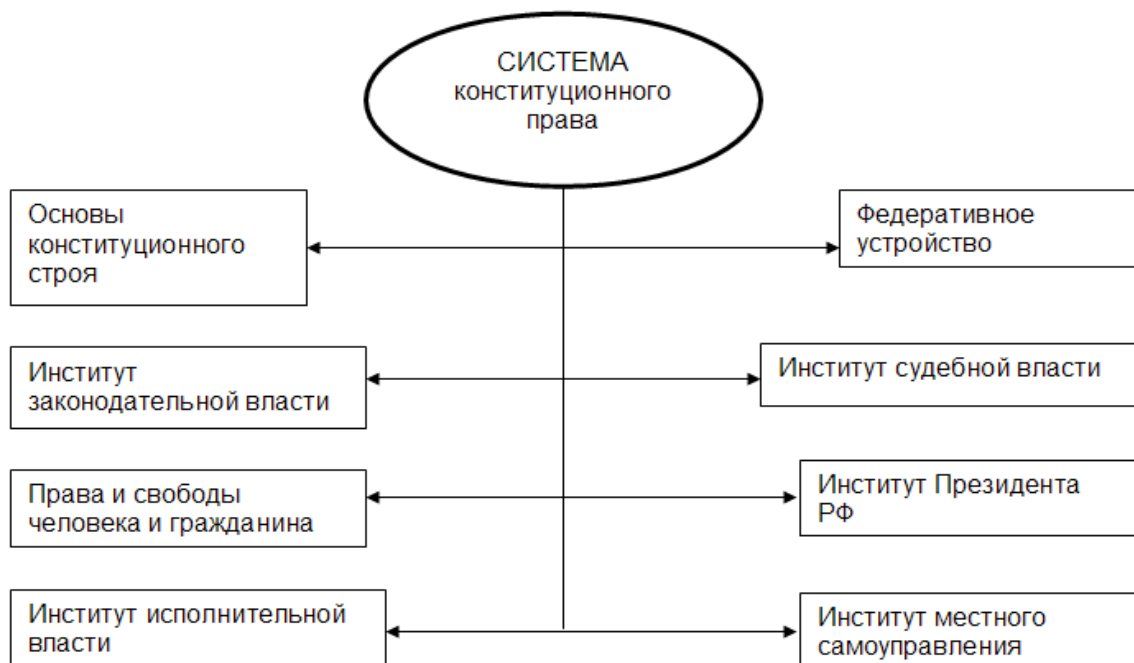 СИСТЕМА
конституционного
права
Основы
конституционного
строя
Федеративное
устройство
Институт
законодательной власти
Институт судебной власти
Права и свободы
человека и гражданина
Институт Президента
РФ
Институт исполнительной
власти
Институт местного
самоуправления